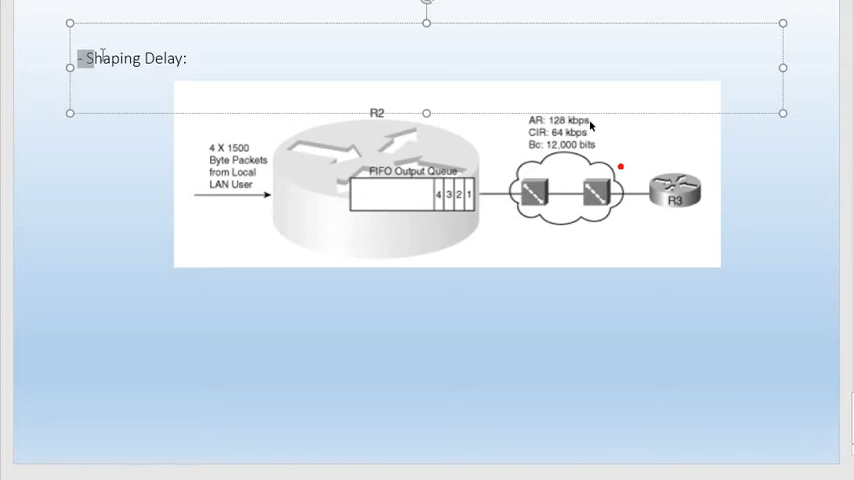 - Shaping Delay:
R2
AR: 128 kbps
CIR: 64 kbps
Bc: 12,000 bits
4 X 1500
Byte Packets
from Local
LAN User
FIFO Output Queue
4 3 2 1
R3